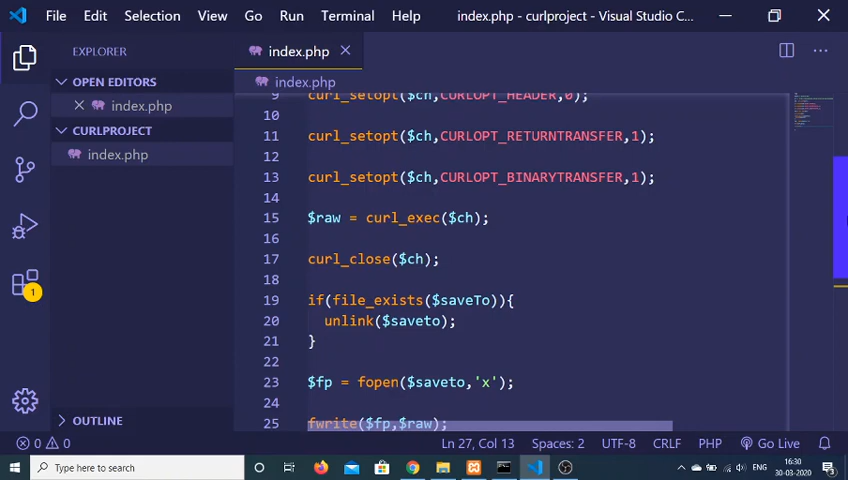 File Edit Selection View Go Run Terminal Help index.php - curlproject - Visual Studio C...
EXPLORER
index.php
OPEN EDITORS
index.php
index.php
CURLPROJECT
index.php
9 curl_setopt($ch,CURLOPT_HEADER,0);
10
11 curl_setopt($ch,CURLOPT_RETURNTRANSFER,1);
12
13 curl_setopt($ch,CURLOPT_BINARYTRANSFER,1);
14
15 $raw = curl_exec($ch);
16
17 curl_close($ch);
18
19 if(file_exists($saveTo)){
20 unlink($saveto);
21 }
22
23 $fp = fopen($saveto,'x');
24
25 fwrite($fp,$raw);
1
OUTLINE
0 0 Ln 27, Col 13 Spaces: 2 UTF-8 CRLF PHP Go Live
Type here to search
ENG
16:30
30-03-2020
3